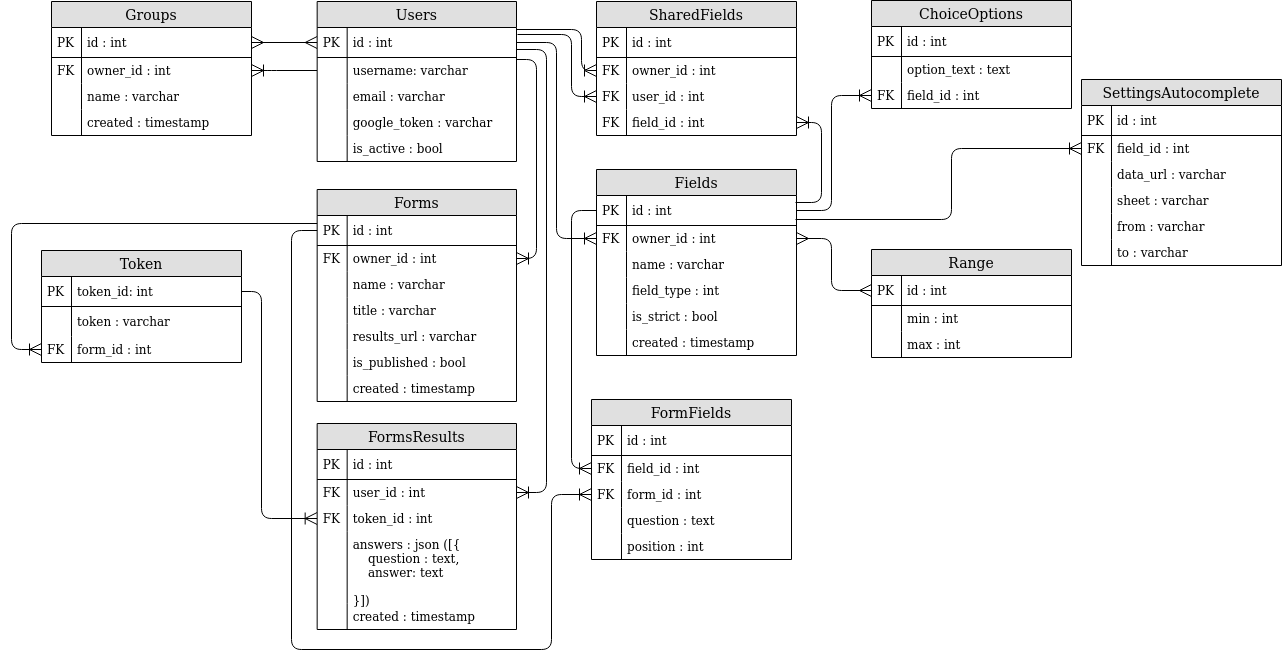 Groups
PK id : int
FK owner_id : int
name : varchar
created : timestamp
Users
PK id : int
username: varchar
email : varchar
google_token : varchar
is_active : bool
SharedFields
PK id : int
FK owner_id : int
FK user_id : int
FK field_id : int
ChoiceOptions
PK id : int
option_text : text
FK field_id : int
SettingsAutocomplete
PK id : int
FK field_id : int
data_url : varchar
sheet : varchar
from : varchar
to : varchar
Forms
PK id : int
FK owner_id : int
name : varchar
title : varchar
results_url : varchar
is_published : bool
created : timestamp
Fields
PK id : int
FK owner_id : int
name : varchar
field_type : int
is_strict : bool
created : timestamp
Token
PK token_id: int
token : varchar
FK form_id : int
Range
PK id : int
min : int
max : int
FormsResults
PK id : int
FK user_id : int
FK token_id : int
answers : json ([{
question : text,
answer: text
}])
created : timestamp
FormFields
PK id : int
FK field_id : int
FK form_id : int
question : text
position : int